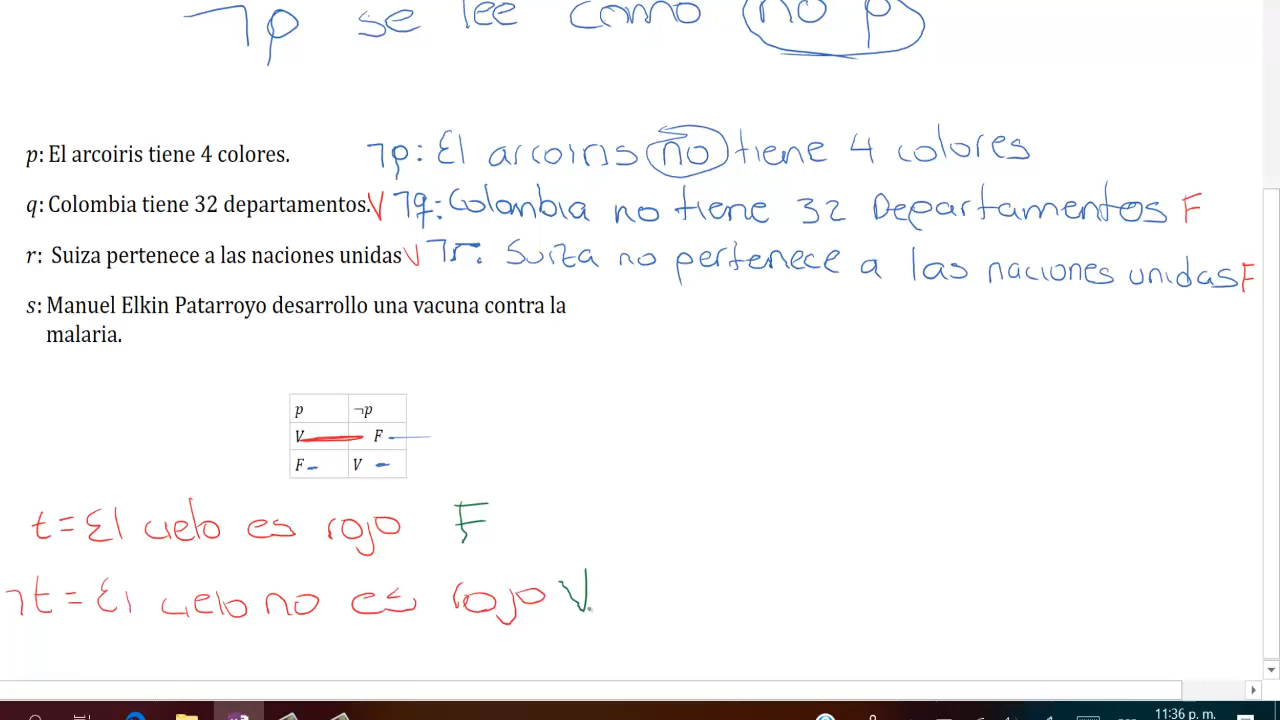 ¬p se lee como no p
p: El arcoiris tiene 4 colores. ¬p: El arcoiris no tiene 4 colores
q: Colombia tiene 32 departamentos. V ¬q: Colombia no tiene 32 Departamentos F
r: Suiza pertenece a las naciones unidas V ¬r: Suiza no pertenece a las naciones unidas F
s: Manuel Elkin Patarroyo desarrollo una vacuna contra la
malaria.
p ¬p
V F
F V
t = El cielo es rojo F
¬t = El cielo no es rojo V.
11:36 p. m.